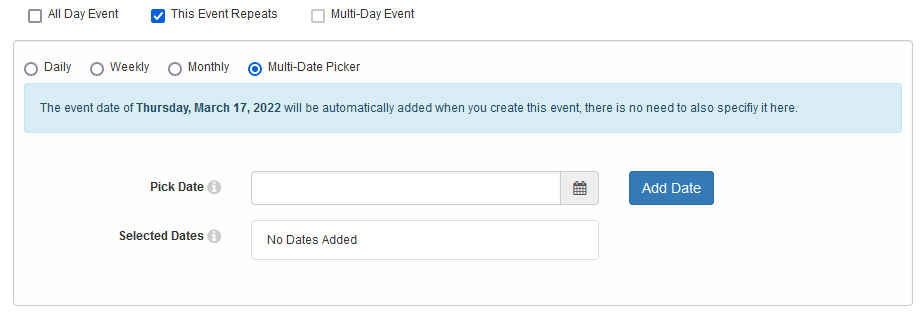 All Day Event This Event Repeats Multi-Day Event
Daily Weekly Monthly Multi-Date Picker
The event date of Thursday, March 17, 2022 will be automatically added when you create this event, there is no need to also specifiy it here.
Pick Date Add Date
Selected Dates No Dates Added